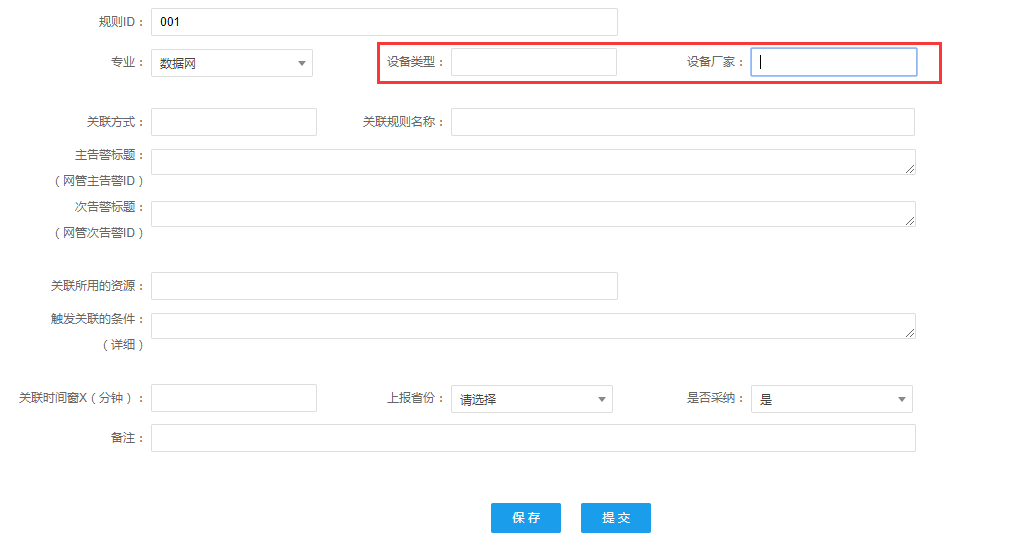 规则ID： 001
专业： 数据网 设备类型： 设备厂家：
关联方式： 关联规则名称：
主告警标题：
（网管主告警ID）
次告警标题：
（网管次告警ID）
关联所用的资源：
触发关联的条件：
（详细）
关联时间窗X（分钟）： 上报省份： 请选择 是否采纳： 是
备注：
保 存 提 交